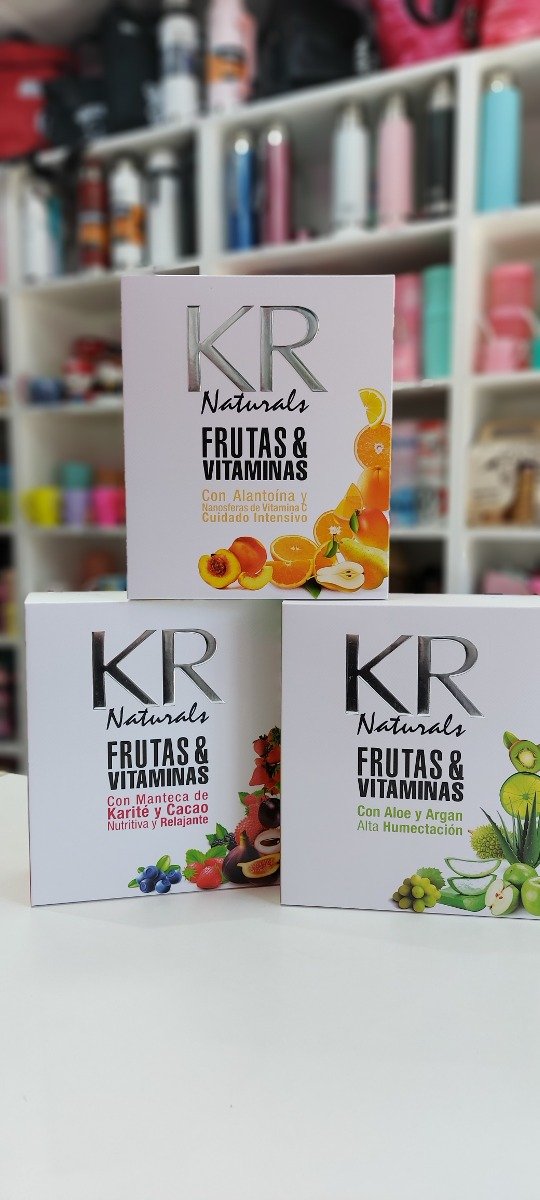 KR
Naturals
FRUTAS &
VITAMINAS
Con Alantoína y
Nanosferas de Vitamina C
Cuidado Intensivo
KR
Naturals
FRUTAS &
VITAMINAS
Con Manteca de
Karité y Cacao
Nutritiva y Relajante
KR
Naturals
FRUTAS &
VITAMINAS
Con Aloe y Argan
Alta Humectación